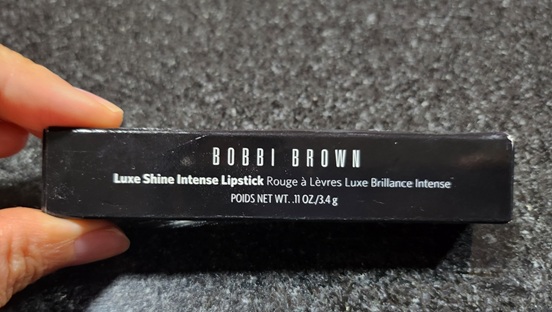 BOBBI BROWN
Luxe Shine Intense Lipstick Rouge à Lèvres Luxe Brillance Intense
POIDS NET WT. .11 OZ./3.4 g